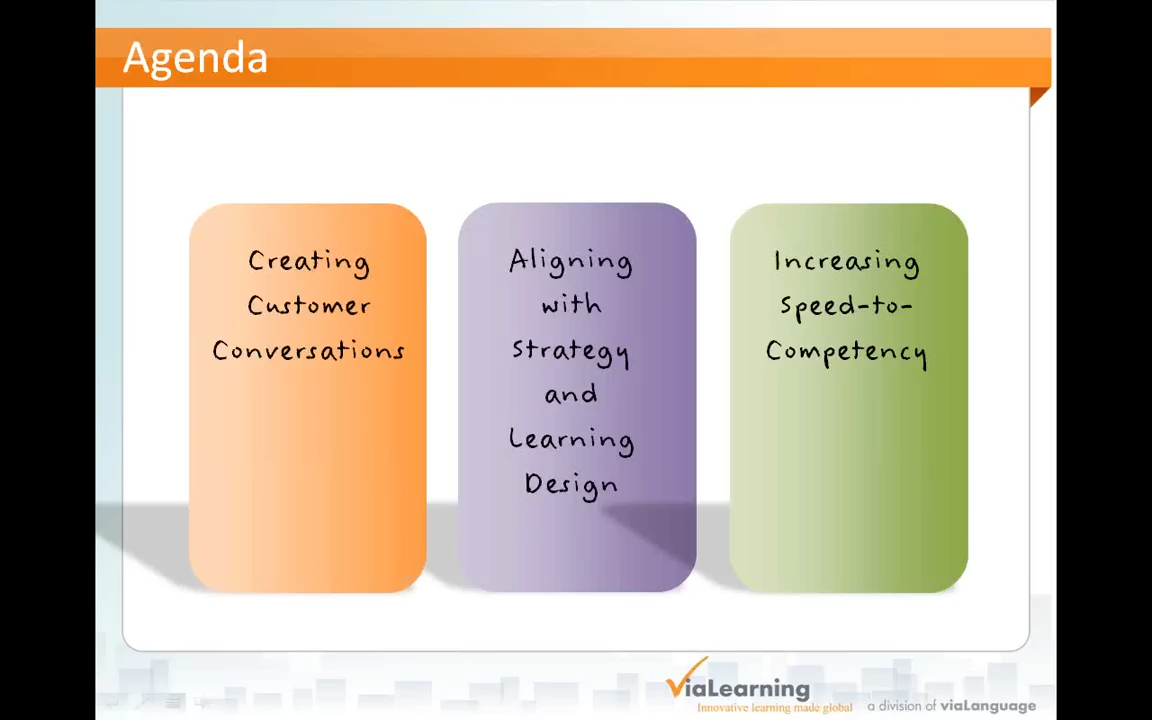 Agenda
Creating
Customer
Conversations
Aligning
with
Strategy
and
Learning
Design
Increasing
Speed-to-
Competency
ViaLearning
Innovative learning made global
a division of viaLanguage